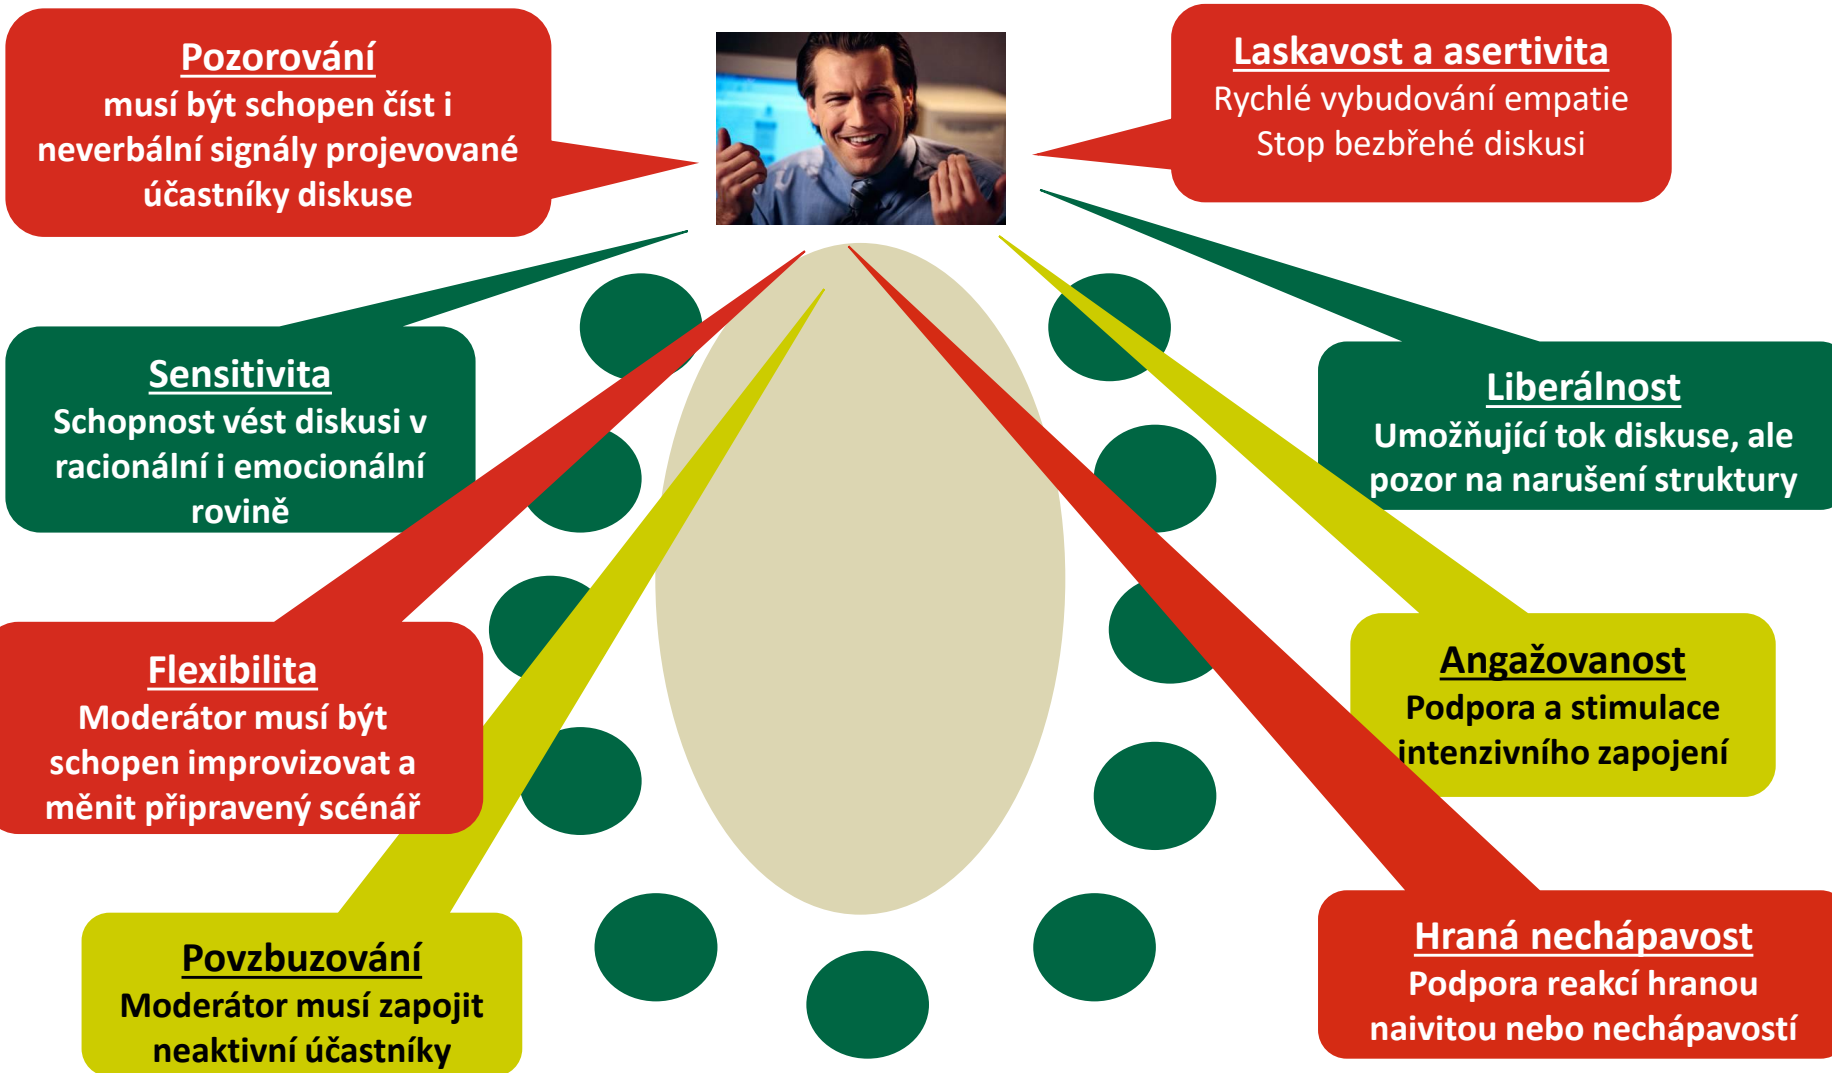 Pozorování
musí být schopen číst i
neverbální signály projevované
účastníky diskuse
Laskavost a asertivita
Rychlé vybudování empatie
Stop bezbřehé diskusi
Sensitivita
Schopnost vést diskusi v
racionální i emocionální
rovině
Liberálnost
Umožňující tok diskuse, ale
pozor na narušení struktury
Flexibilita
Moderátor musí být
schopen improvizovat a
měnit připravený scénář
Angažovanost
Podpora a stimulace
intenzivního zapojení
Povzbuzování
Moderátor musí zapojit
neaktivní účastníky
Hraná nechápavost
Podpora reakcí hranou
naivitou nebo nechápavostí